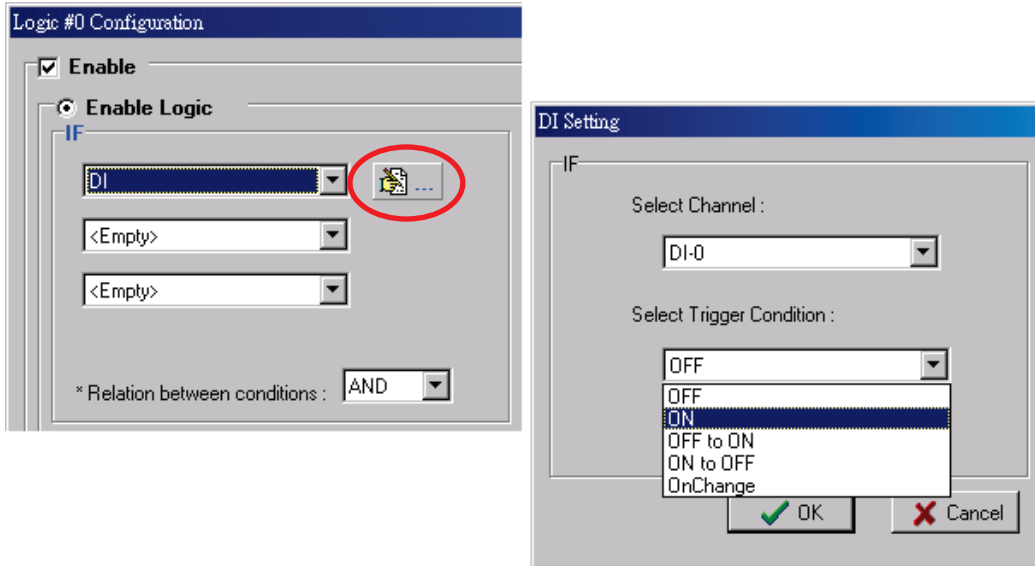 Logic #0 Configuration
Enable
Enable Logic
IF
DI
...
<Empty>
<Empty>
* Relation between conditions :
AND
DI Setting
IF
Select Channel :
DI-0
Select Trigger Condition :
OFF
OFF
ON
OFF to ON
ON to OFF
OnChange
OK
Cancel